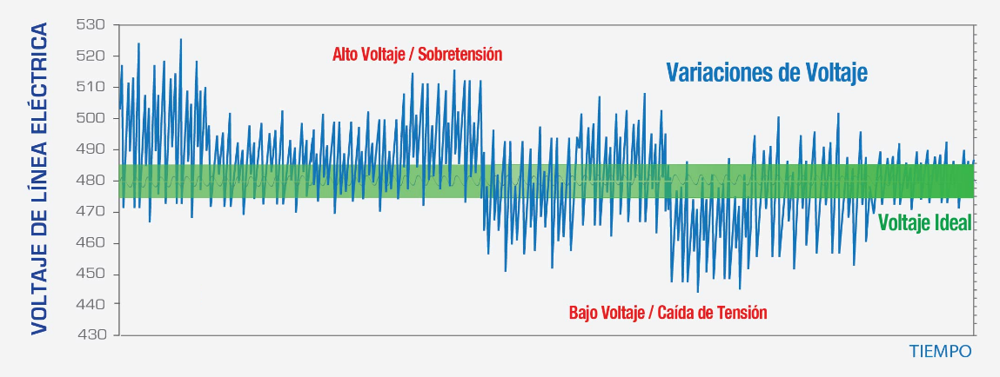 VOLTAJE DE LÍNEA ELÉCTRICA
530
520
510
500
490
480
470
460
450
440
430
Alto Voltaje / Sobretensión
Variaciones de Voltaje
Voltaje Ideal
Bajo Voltaje / Caída de Tensión
TIEMPO